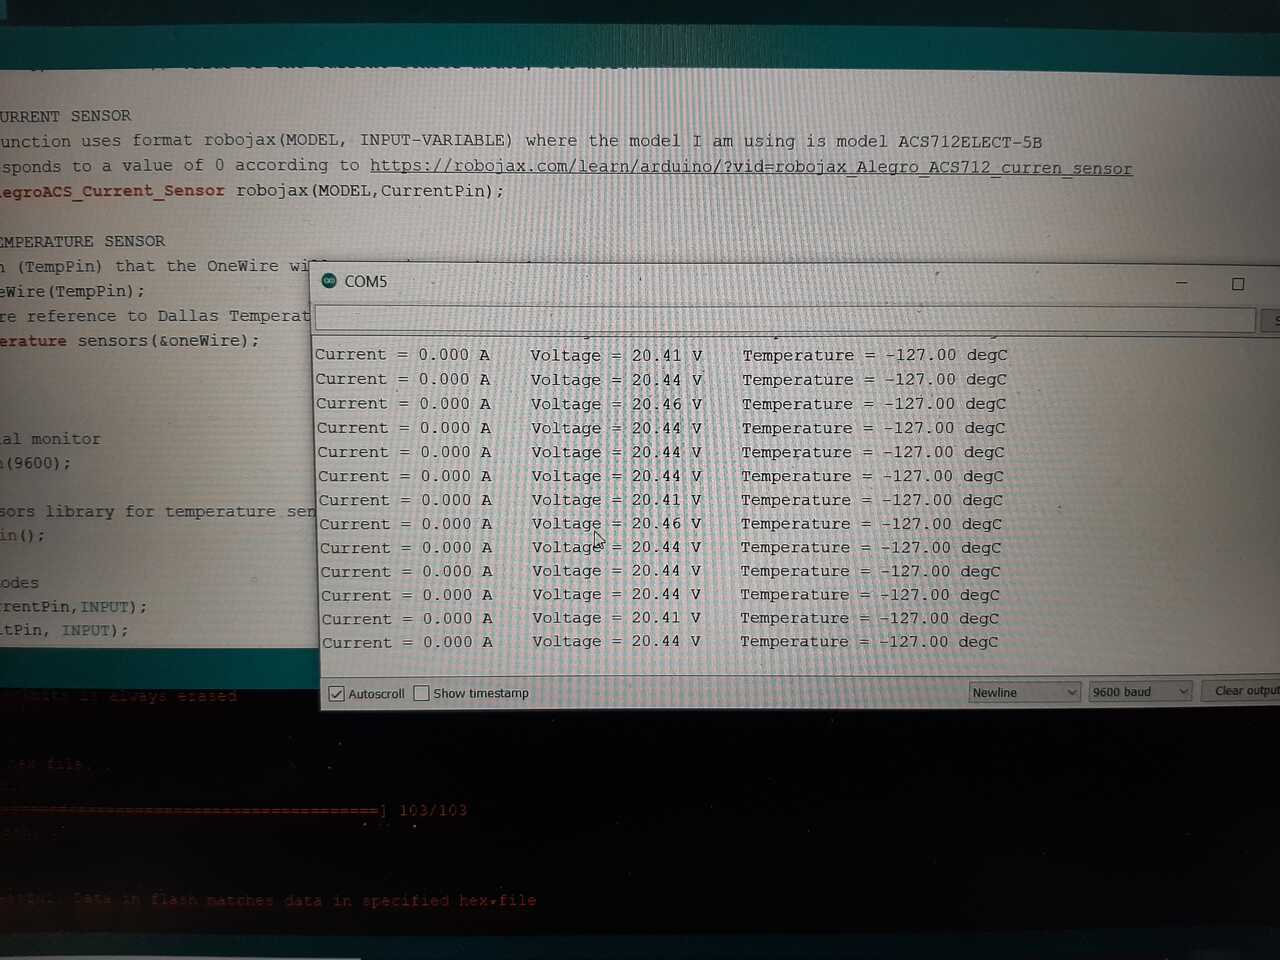 URRENT SENSOR
unction uses format robojax(MODEL, INPUT-VARIABLE) where the model I am using is model ACS712ELECT-5B
sponds to a value of 0 according to https://robojax.com/learn/arduino/?vid=robojax_Alegro_ACS712_curren_sensor
legroACS_Current_Sensor robojax(MODEL,CurrentPin);
EMPERATURE SENSOR
n (TempPin) that the OneWire wi
eWire(TempPin);
re reference to Dallas Temperat
erature sensors(&oneWire);
al monitor
n(9600);
sors library for temperature sen
in();
odes
rrentPin,INPUT);
ltPin, INPUT);
COM5
Current = 0.000 A Voltage = 20.41 V Temperature = -127.00 degC
Current = 0.000 A Voltage = 20.44 V Temperature = -127.00 degC
Current = 0.000 A Voltage = 20.46 V Temperature = -127.00 degC
Current = 0.000 A Voltage = 20.44 V Temperature = -127.00 degC
Current = 0.000 A Voltage = 20.44 V Temperature = -127.00 degC
Current = 0.000 A Voltage = 20.44 V Temperature = -127.00 degC
Current = 0.000 A Voltage = 20.41 V Temperature = -127.00 degC
Current = 0.000 A Voltage = 20.46 V Temperature = -127.00 degC
Current = 0.000 A Voltage = 20.44 V Temperature = -127.00 degC
Current = 0.000 A Voltage = 20.44 V Temperature = -127.00 degC
Current = 0.000 A Voltage = 20.44 V Temperature = -127.00 degC
Current = 0.000 A Voltage = 20.41 V Temperature = -127.00 degC
Current = 0.000 A Voltage = 20.44 V Temperature = -127.00 degC
Autoscroll Show timestamp Newline 9600 baud Clear output
is always erased
hex file.
] 103/103
Data in flash matches data in specified hex file